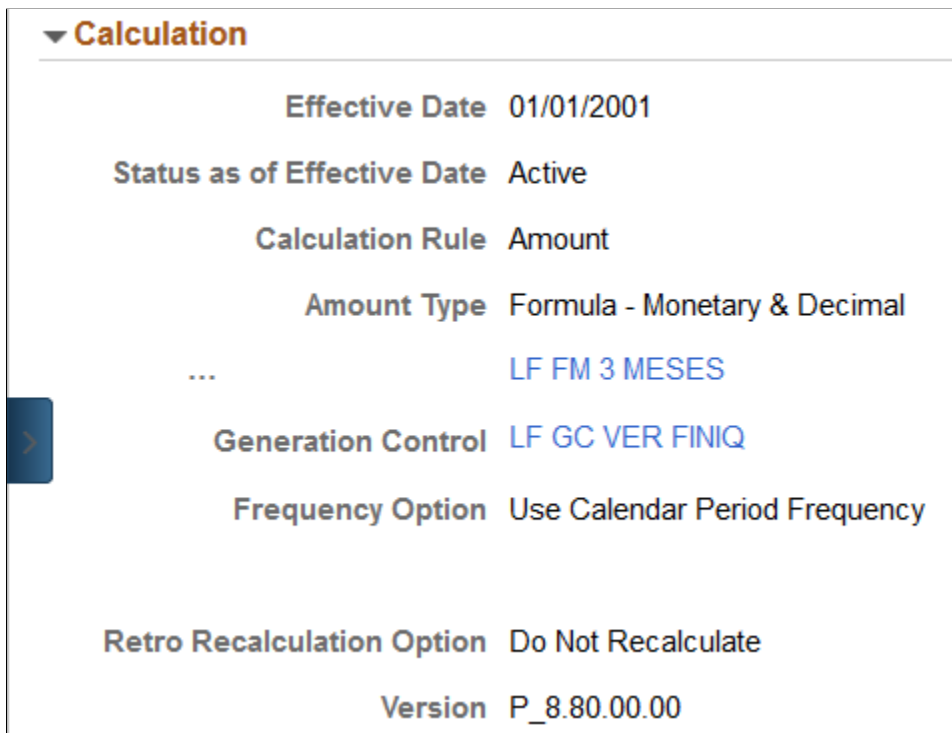 Calculation
Effective Date 01/01/2001
Status as of Effective Date Active
Calculation Rule Amount
Amount Type Formula - Monetary & Decimal
... LF FM 3 MESES
Generation Control LF GC VER FINIQ
Frequency Option Use Calendar Period Frequency
Retro Recalculation Option Do Not Recalculate
Version P_8.80.00.00